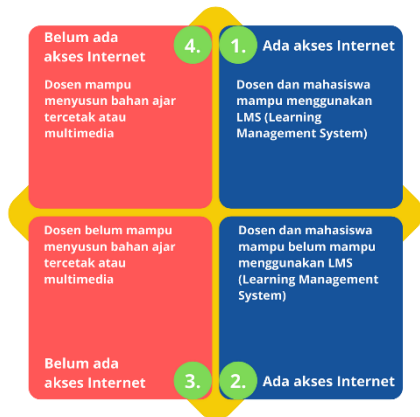 Belum ada
akses Internet
4.
Dosen mampu
menyusun bahan ajar
tercetak atau
multimedia
1.
Ada akses Internet
Dosen dan mahasiswa
mampu menggunakan
LMS (Learning
Management System)
Dosen belum mampu
menyusun bahan ajar
tercetak atau
multimedia
Belum ada
akses Internet
3.
Dosen dan mahasiswa
mampu belum mampu
menggunakan LMS
(Learning Management
System)
2.
Ada akses Internet